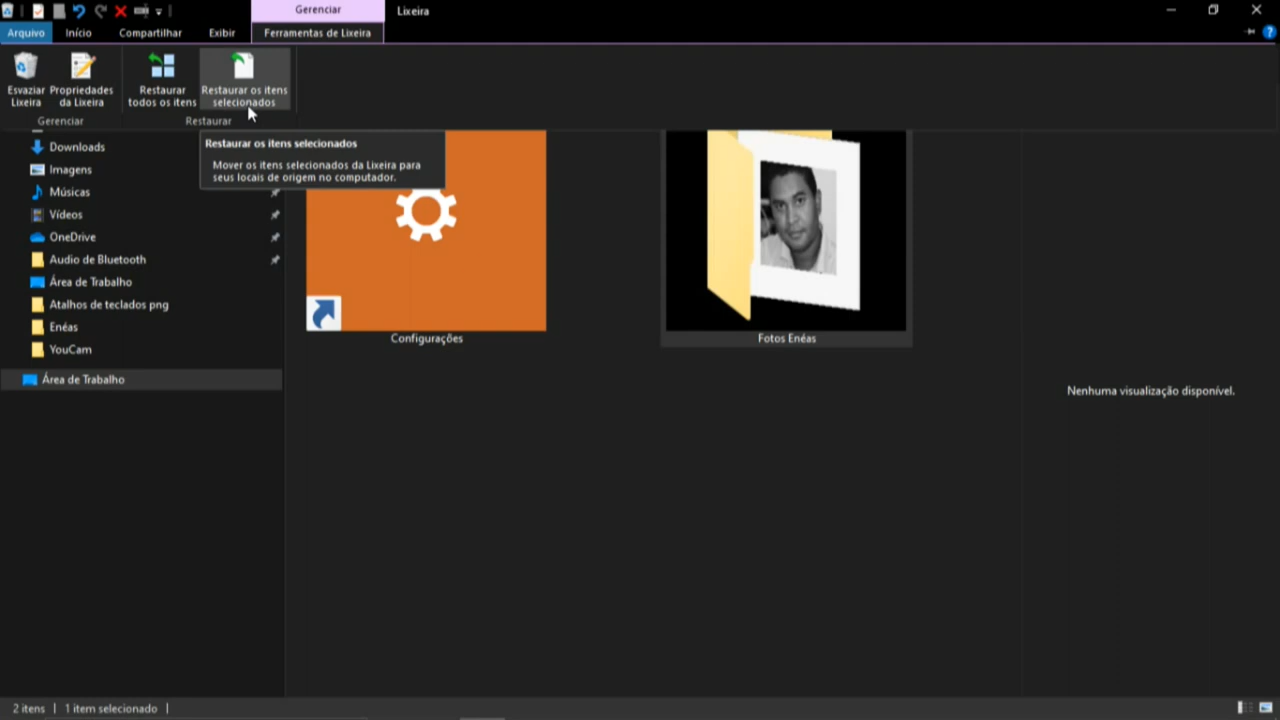 Gerenciar
Lixeira
Arquivo
Início
Compartilhar
Exibir
Ferramentas de Lixeira
Esvaziar
Lixeira
Propriedades
da Lixeira
Restaurar
todos os itens
Restaurar os itens
selecionados
Gerenciar
Restaurar
Restaurar os itens selecionados
Mover os itens selecionados da Lixeira para
seus locais de origem no computador.
Downloads
Imagens
Músicas
Vídeos
OneDrive
Audio de Bluetooth
Área de Trabalho
Atalhos de teclados png
Enéas
YouCam
Área de Trabalho
Configurações
Fotos Enéas
Nenhuma visualização disponível.
2 itens
1 item selecionado